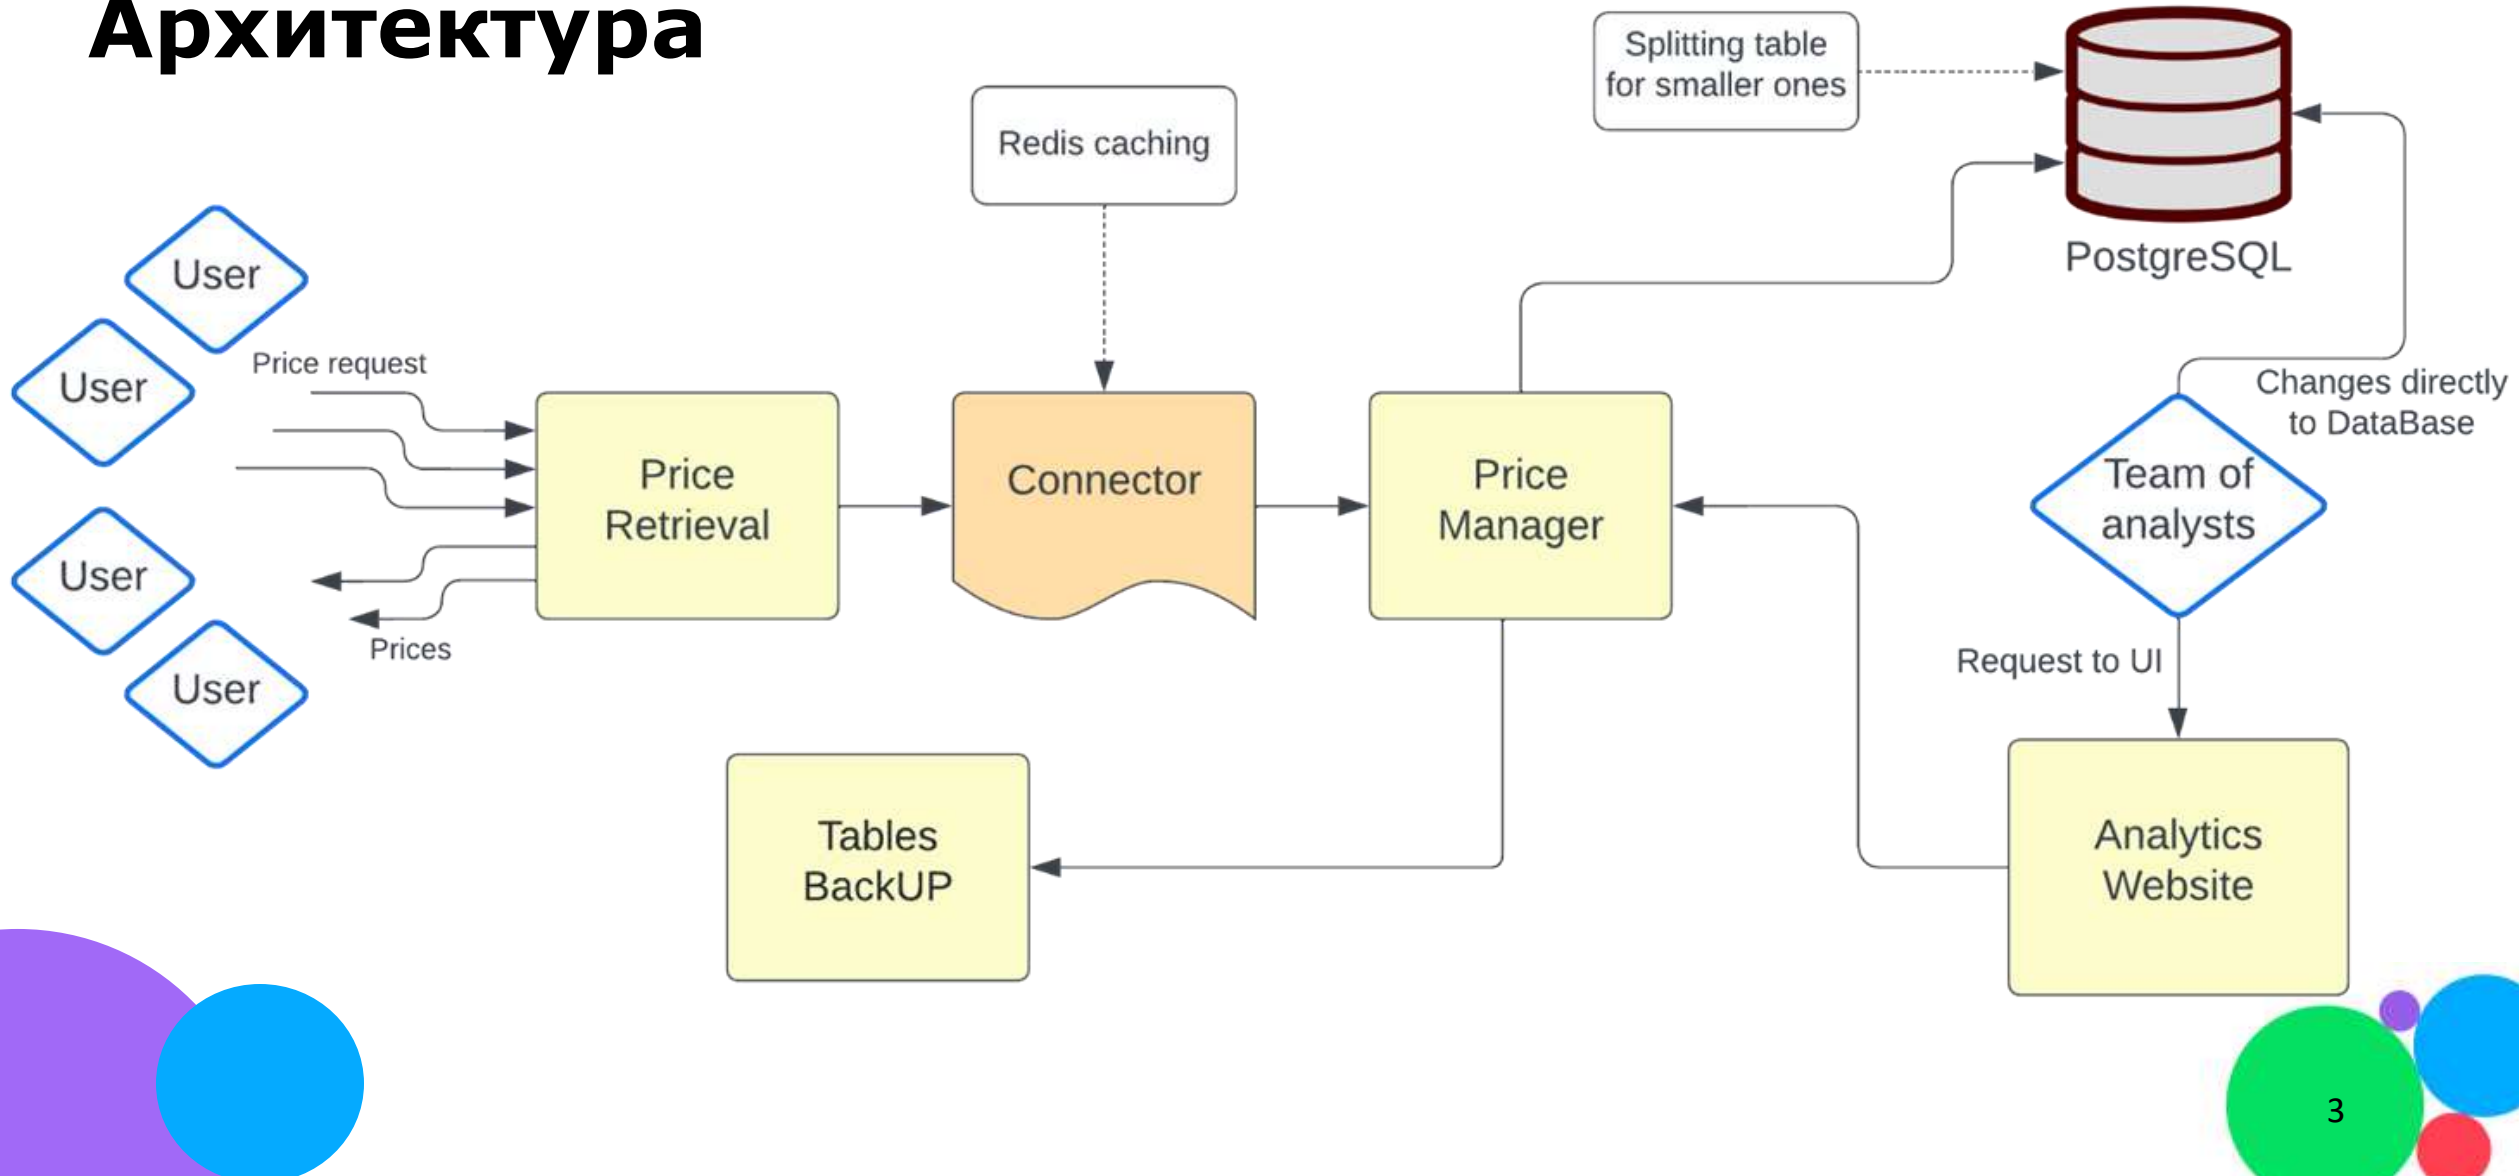 Архитектура
Splitting table
for smaller ones
Redis caching
PostgreSQL
User
User
Price request
Changes directly
to DataBase
Price
Retrieval
Connector
Price
Manager
Team of
analysts
User
User
Prices
Request to UI
Tables
BackUP
Analytics
Website
3